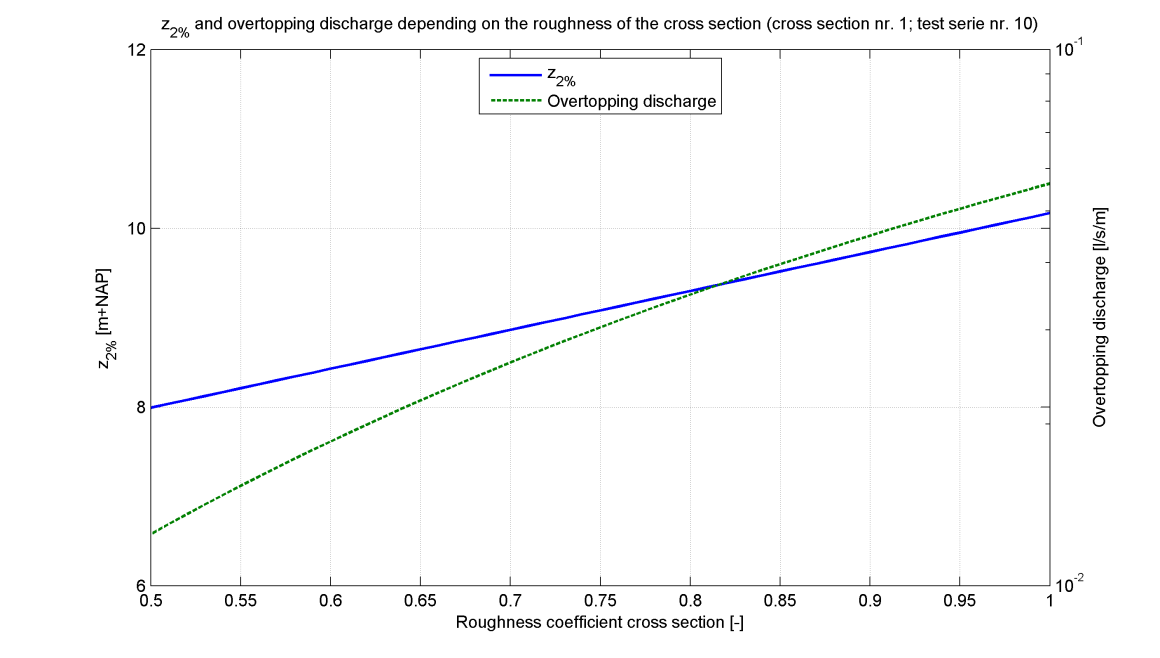 z2% and overtopping discharge depending on the roughness of the cross section (cross section nr. 1; test serie nr. 10)
z2%
Overtopping discharge
12
10
8
6
z2% [m+NAP]
10-1
10-2
Overtopping discharge [l/s/m]
0.5 0.55 0.6 0.65 0.7 0.75 0.8 0.85 0.9 0.95 1
Roughness coefficient cross section [-]